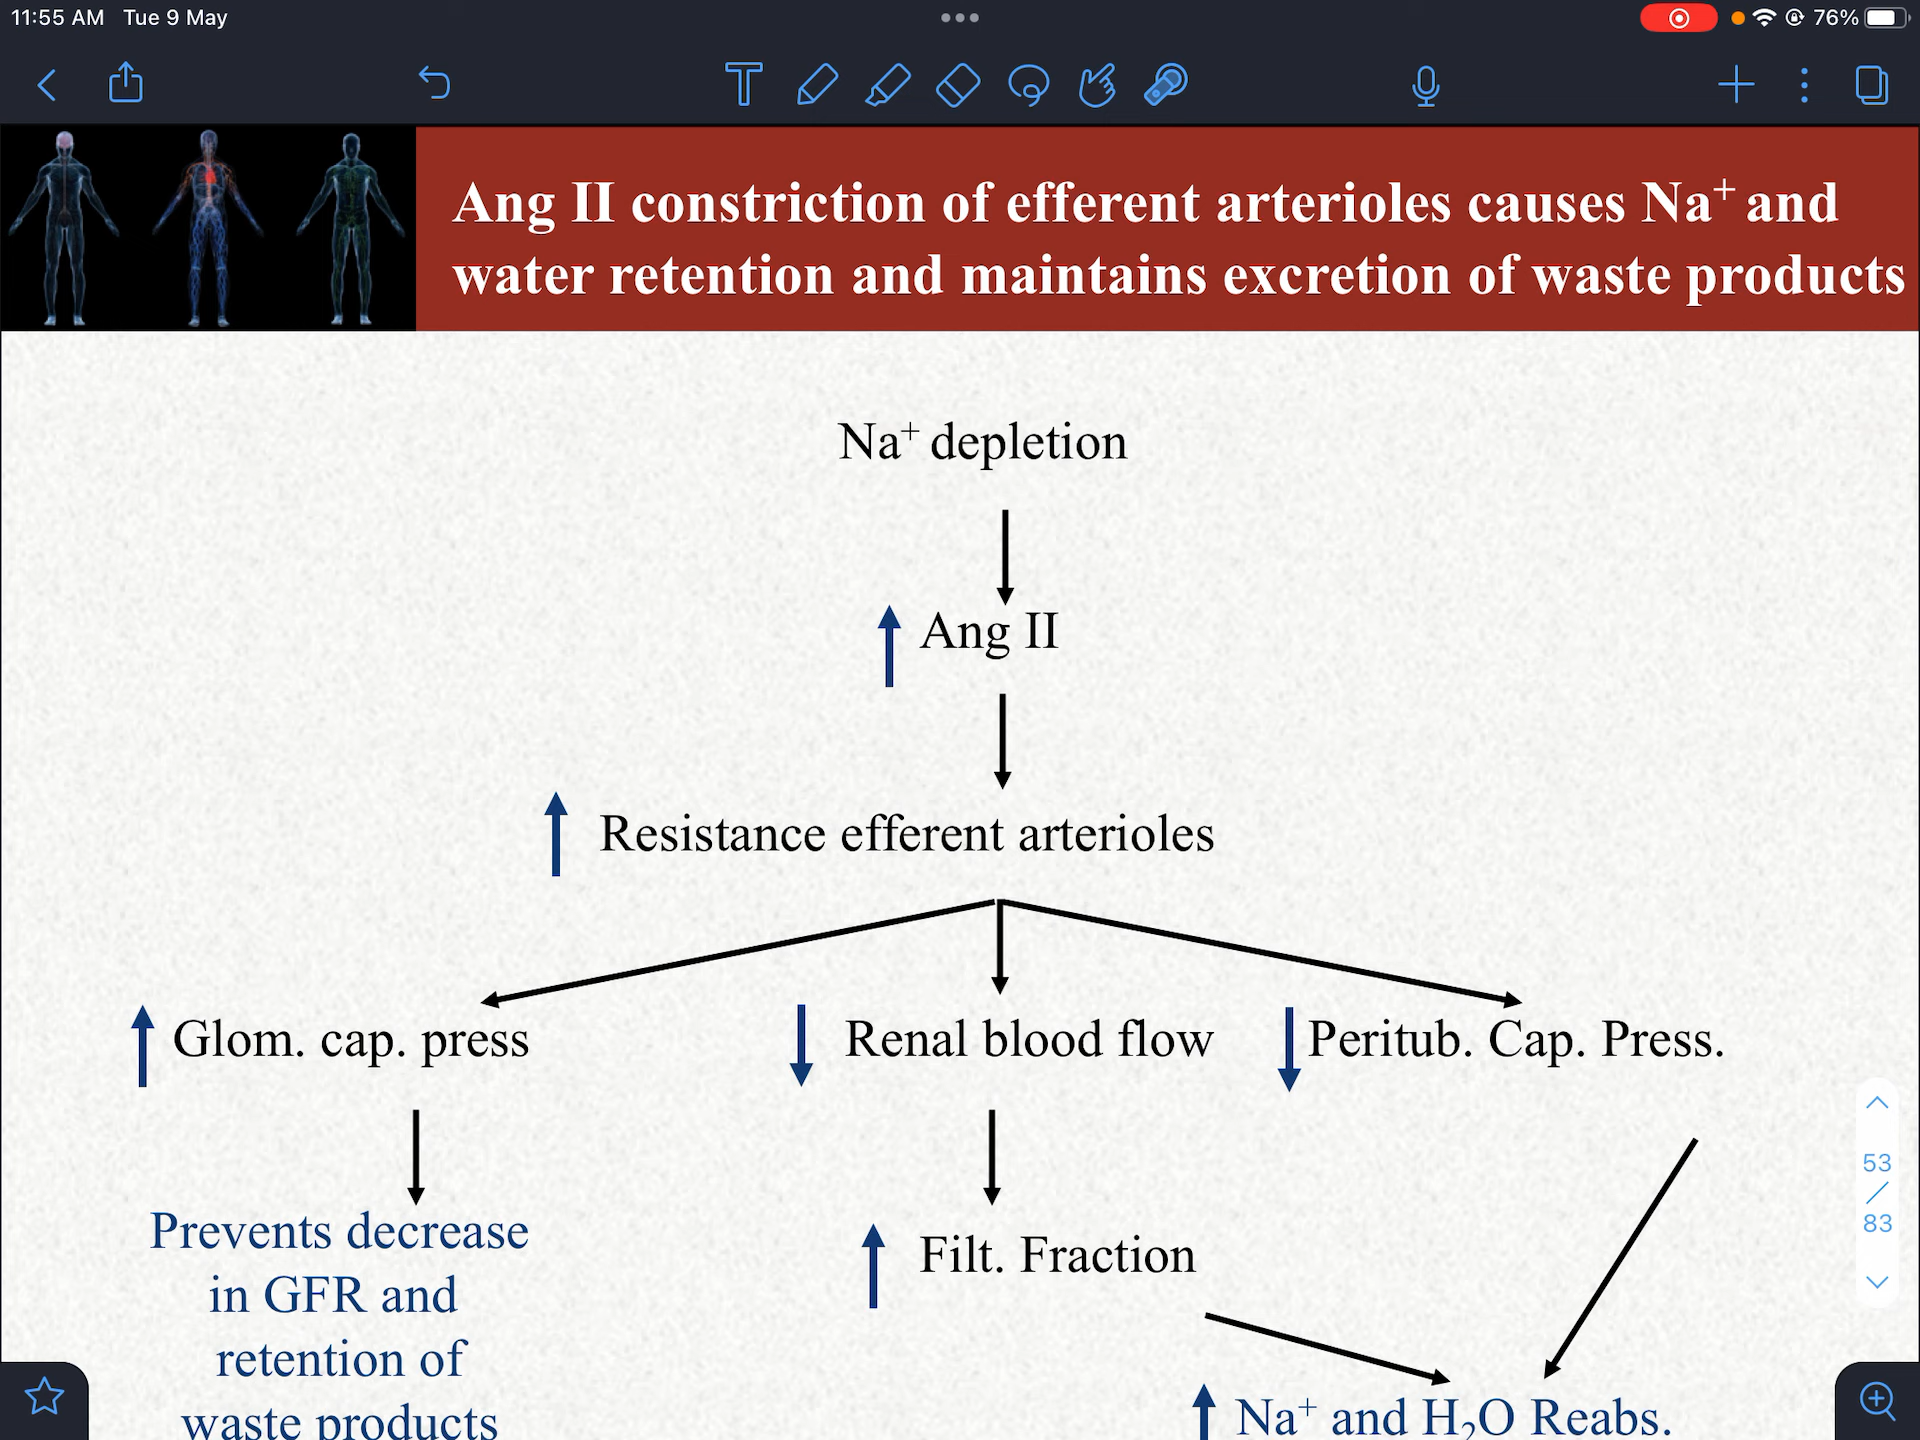 11:55 AM Tue 9 May
76%
Ang II constriction of efferent arterioles causes Na⁺ and
water retention and maintains excretion of waste products
Na⁺ depletion
Ang II
Resistance efferent arterioles
Glom. cap. press
Renal blood flow
Peritub. Cap. Press.
53
/
83
Prevents decrease
in GFR and
retention of
waste products
Filt. Fraction
Na⁺ and H₂O Reabs.